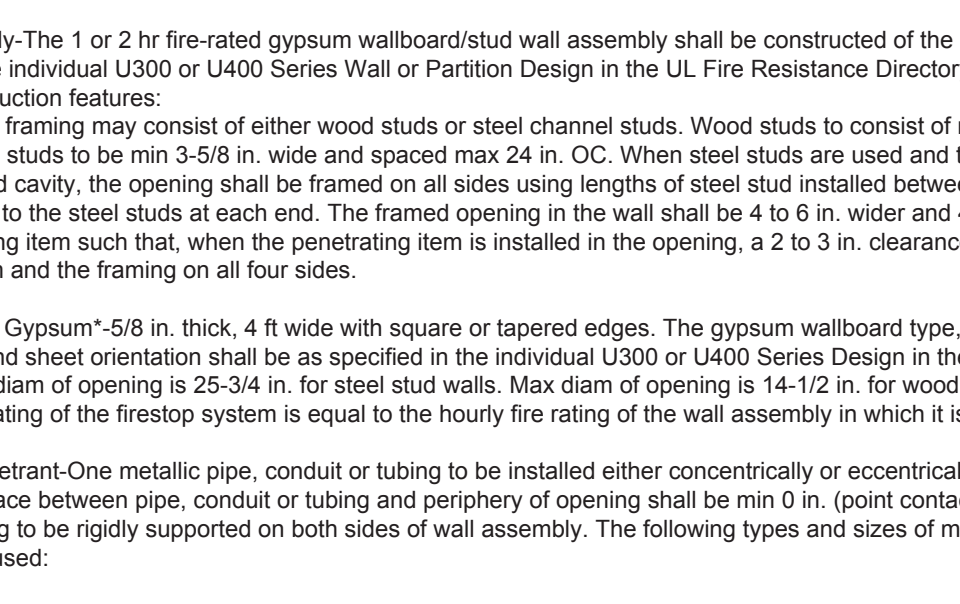 ly-The 1 or 2 hr fire-rated gypsum wallboard/stud wall assembly shall be constructed of the
individual U300 or U400 Series Wall or Partition Design in the UL Fire Resistance Director
uction features:
framing may consist of either wood studs or steel channel studs. Wood studs to consist of
studs to be min 3-5/8 in. wide and spaced max 24 in. OC. When steel studs are used and t
d cavity, the opening shall be framed on all sides using lengths of steel stud installed betwee
to the steel studs at each end. The framed opening in the wall shall be 4 to 6 in. wider and 4
ng item such that, when the penetrating item is installed in the opening, a 2 to 3 in. clearance
and the framing on all four sides.
Gypsum*-5/8 in. thick, 4 ft wide with square or tapered edges. The gypsum wallboard type,
nd sheet orientation shall be as specified in the individual U300 or U400 Series Design in the
diam of opening is 25-3/4 in. for steel stud walls. Max diam of opening is 14-1/2 in. for wood
ating of the firestop system is equal to the hourly fire rating of the wall assembly in which it is
etrant-One metallic pipe, conduit or tubing to be installed either concentrically or eccentrical
ace between pipe, conduit or tubing and periphery of opening shall be min 0 in. (point conta
g to be rigidly supported on both sides of wall assembly. The following types and sizes of m
used: